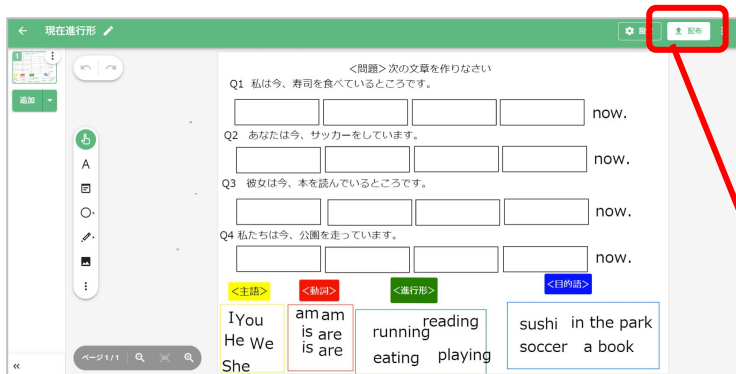 現在進行形
配布
1
追加
<問題>次の文章を作りなさい
Q1 私は今、寿司を食べているところです。
now.
Q2 あなたは今、サッカーをしています。
now.
Q3 彼女は今、本を読んでいるところです。
now.
Q4 私たちは今、公園を走っています。
now.
<主語> <動詞> <進行形> <目的語>
I You am am
He We is are running reading sushi in the park
She is are eating playing soccer a book
A
ページ 1 / 1